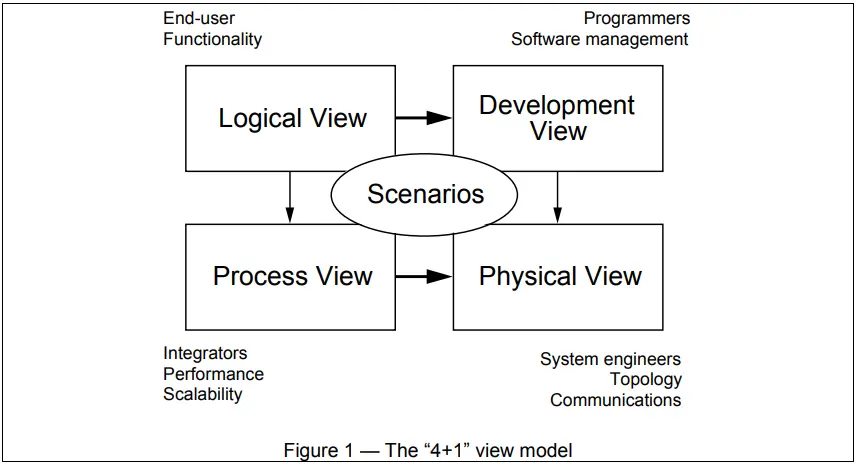 End-user
Functionality
Programmers
Software management
Logical View
Development
View
Scenarios
Process View
Physical View
Integrators
Performance
Scalability
System engineers
Topology
Communications
Figure 1 — The “4+1” view model